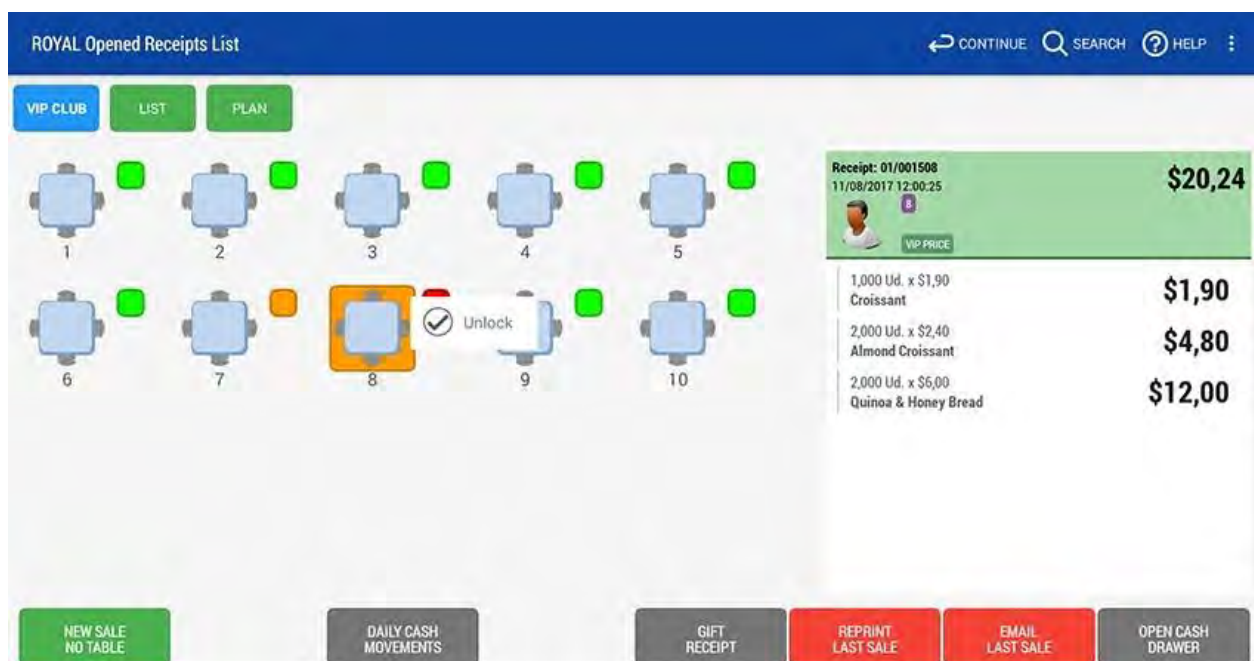 ROYAL Opened Receipts List
CONTINUE
SEARCH
HELP
VIP CLUB
LIST
PLAN
1
2
3
4
5
6
7
8
9
10
Unlock
Receipt: 01/001508
$20,24
11/08/2017 12:00:25
8
VIP PRICE
1,000 Ud. x $1,90
Croissant
$1,90
2,000 Ud. x $2,40
Almond Croissant
$4,80
2,000 Ud. x $6,00
Quinoa & Honey Bread
$12,00
NEW SALE
NO TABLE
DAILY CASH
MOVEMENTS
GIFT
RECEIPT
REPRINT
LAST SALE
EMAIL
LAST SALE
OPEN CASH
DRAWER